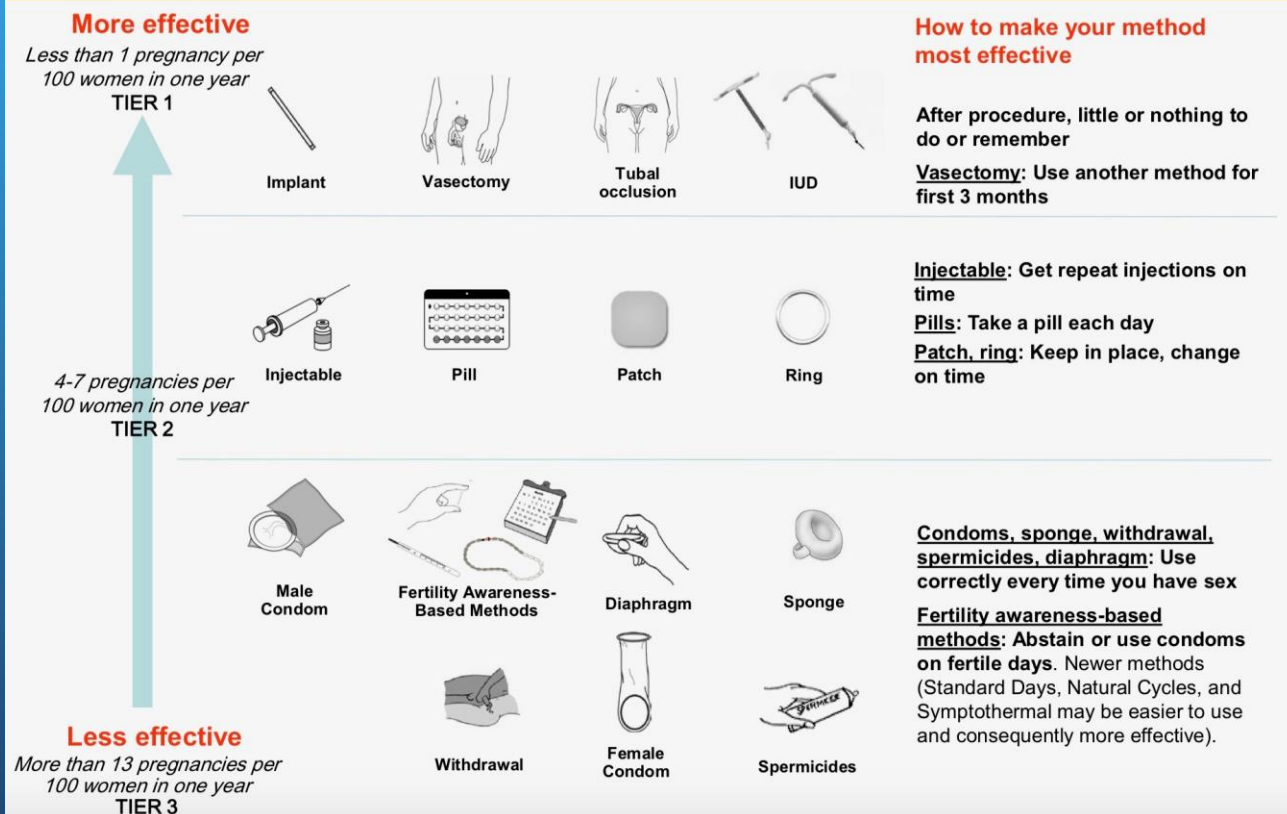 More effective
Less than 1 pregnancy per
100 women in one year
TIER 1
Implant
Vasectomy
Tubal
occlusion
IUD
How to make your method
most effective
After procedure, little or nothing to
do or remember
Vasectomy: Use another method for
first 3 months
4-7 pregnancies per
100 women in one year
TIER 2
Injectable
Pill
Patch
Ring
Injectable: Get repeat injections on
time
Pills: Take a pill each day
Patch, ring: Keep in place, change
on time
Male
Condom
Fertility Awareness-
Based Methods
Diaphragm
Sponge
Withdrawal
Female
Condom
Spermicides
Condoms, sponge, withdrawal,
spermicides, diaphragm: Use
correctly every time you have sex
Fertility awareness-based
methods: Abstain or use condoms
on fertile days. Newer methods
(Standard Days, Natural Cycles, and
Symptothermal may be easier to use
and consequently more effective).
Less effective
More than 13 pregnancies per
100 women in one year
TIER 3